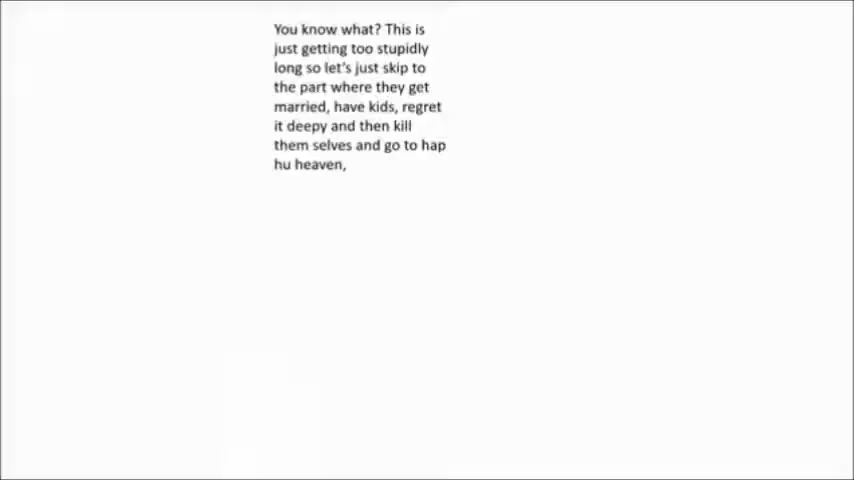 You know what? This is
just getting too stupidly
long so let's just skip to
the part where they get
married, have kids, regret
it deepy and then kill
them selves and go to hap
hu heaven,